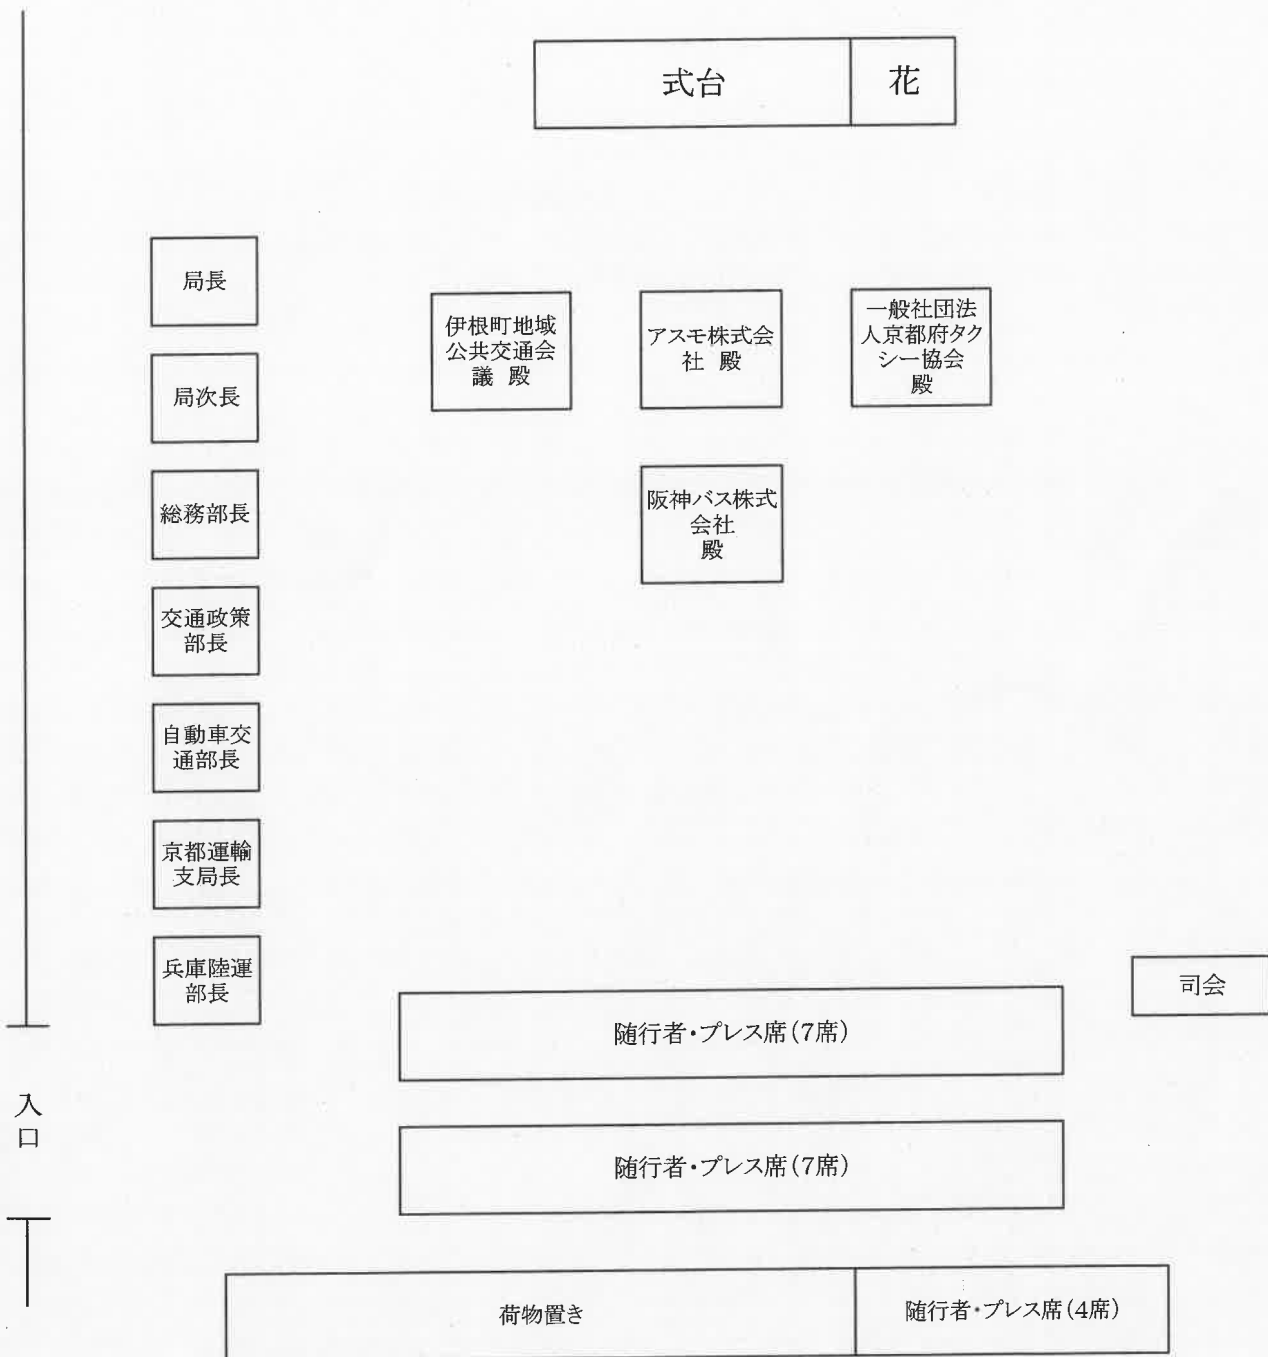 式台
花
局長
局次長
総務部長
交通政策
部長
自動車交
通部長
京都運輸
支局長
兵庫陸運
部長
伊根町地域
公共交通会
議 殿
アスモ株式会
社 殿
一般社団法
人京都府タク
シー協会
殿
阪神バス株式
会社
殿
司会
随行者・プレス席(7席)
入
口
随行者・プレス席(7席)
荷物置き
随行者・プレス席(4席)